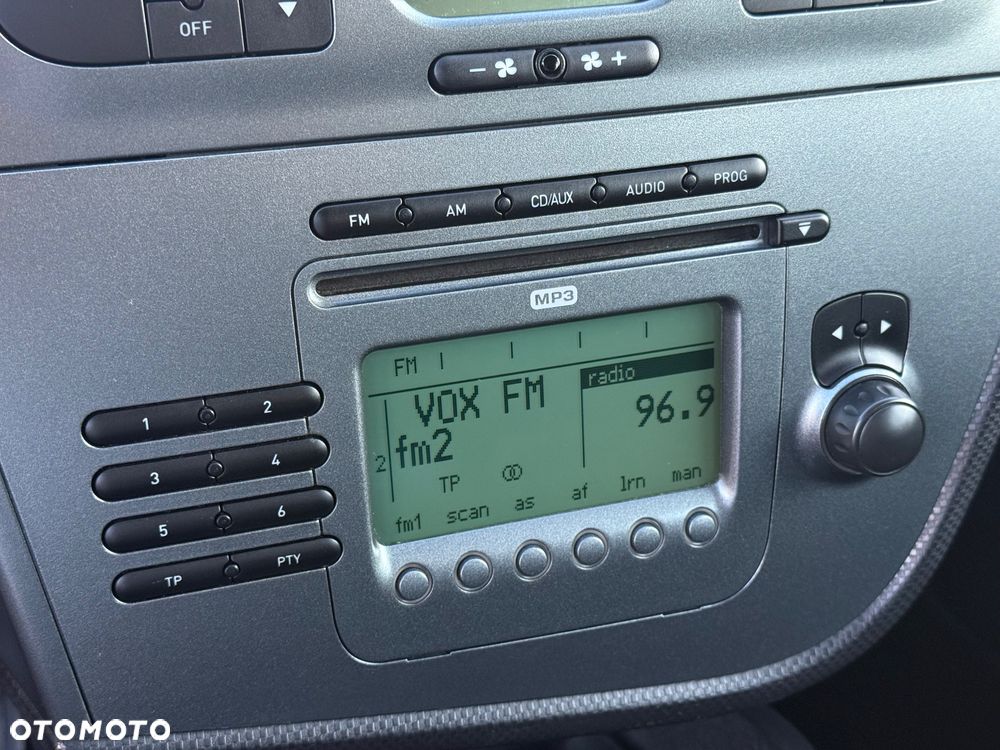 OFF
− +
FM AM CD/AUX AUDIO PROG
MP3
FM
radio
VOX FM
96.9
2 fm2
TP
fm1 scan as af lrn man
1 2
3 4
5 6
TP PTY
OTOMOTO